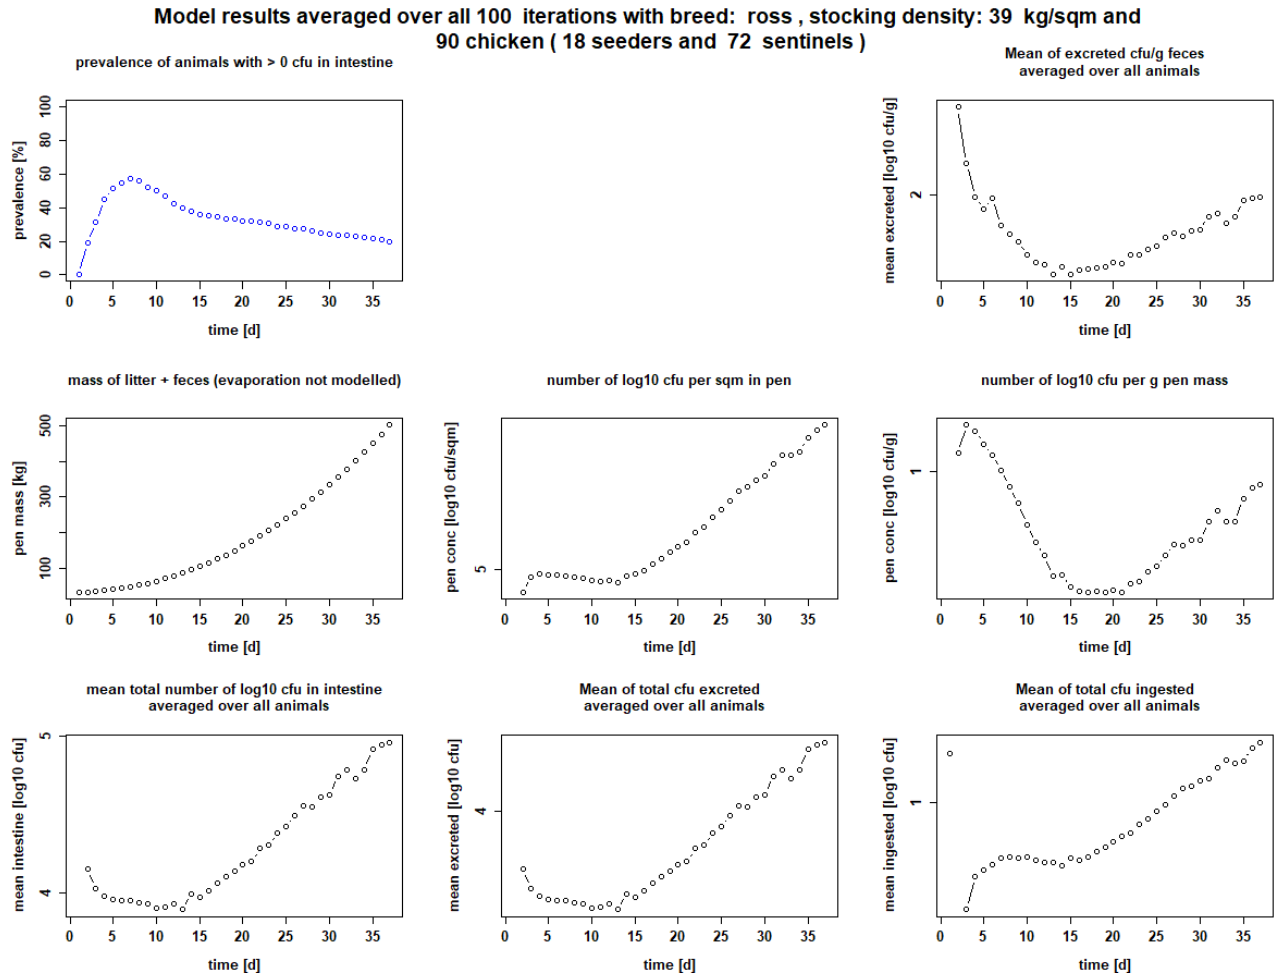 Model results averaged over all 100 iterations with breed: ross , stocking density: 39 kg/sqm and
90 chicken ( 18 seeders and 72 sentinels )
prevalence of animals with > 0 cfu in intestine
prevalence [%]
100
80
60
40
20
0
0 5 10 15 20 25 30 35
time [d]
Mean of excreted cfu/g feces
averaged over all animals
mean excreted [log10 cfu/g]
2
0 5 10 15 20 25 30 35
time [d]
mass of litter + feces (evaporation not modelled)
pen mass [kg]
500
300
100
0 5 10 15 20 25 30 35
time [d]
number of log10 cfu per sqm in pen
pen conc [log10 cfu/sqm]
5
0 5 10 15 20 25 30 35
time [d]
number of log10 cfu per g pen mass
pen conc [log10 cfu/g]
1
0 5 10 15 20 25 30 35
time [d]
mean total number of log10 cfu in intestine
averaged over all animals
mean intestine [log10 cfu]
5
4
0 5 10 15 20 25 30 35
time [d]
Mean of total cfu excreted
averaged over all animals
mean excreted [log10 cfu]
4
0 5 10 15 20 25 30 35
time [d]
Mean of total cfu ingested
averaged over all animals
mean ingested [log10 cfu]
1
0 5 10 15 20 25 30 35
time [d]